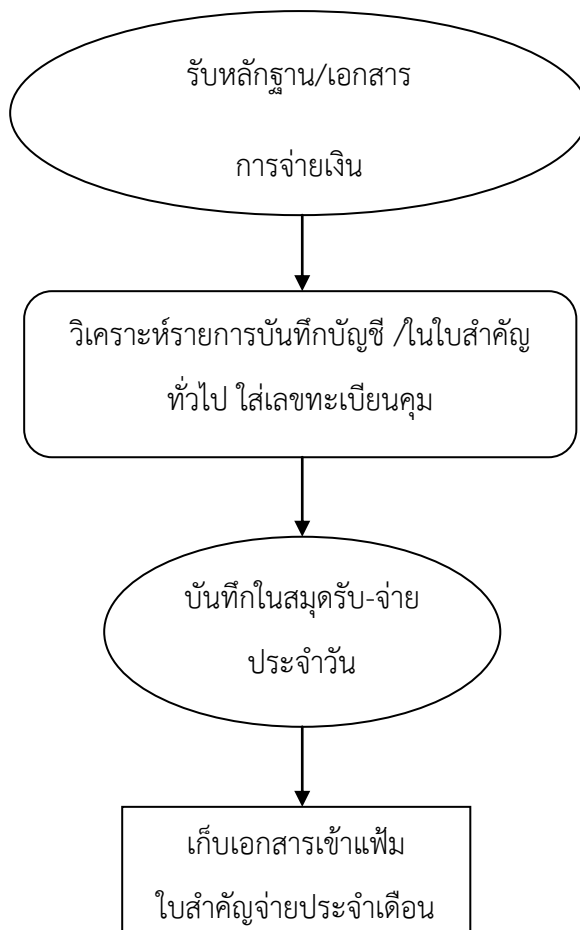 รับหลักฐาน/เอกสาร
การจ่ายเงิน
วิเคราะห์รายการบันทึกบัญชี /ในใบสำคัญ
ทั่วไป ใส่เลขทะเบียนคุม
บันทึกในสมุดรับ-จ่าย
ประจำวัน
เก็บเอกสารเข้าแฟ้ม
ใบสำคัญจ่ายประจำเดือน